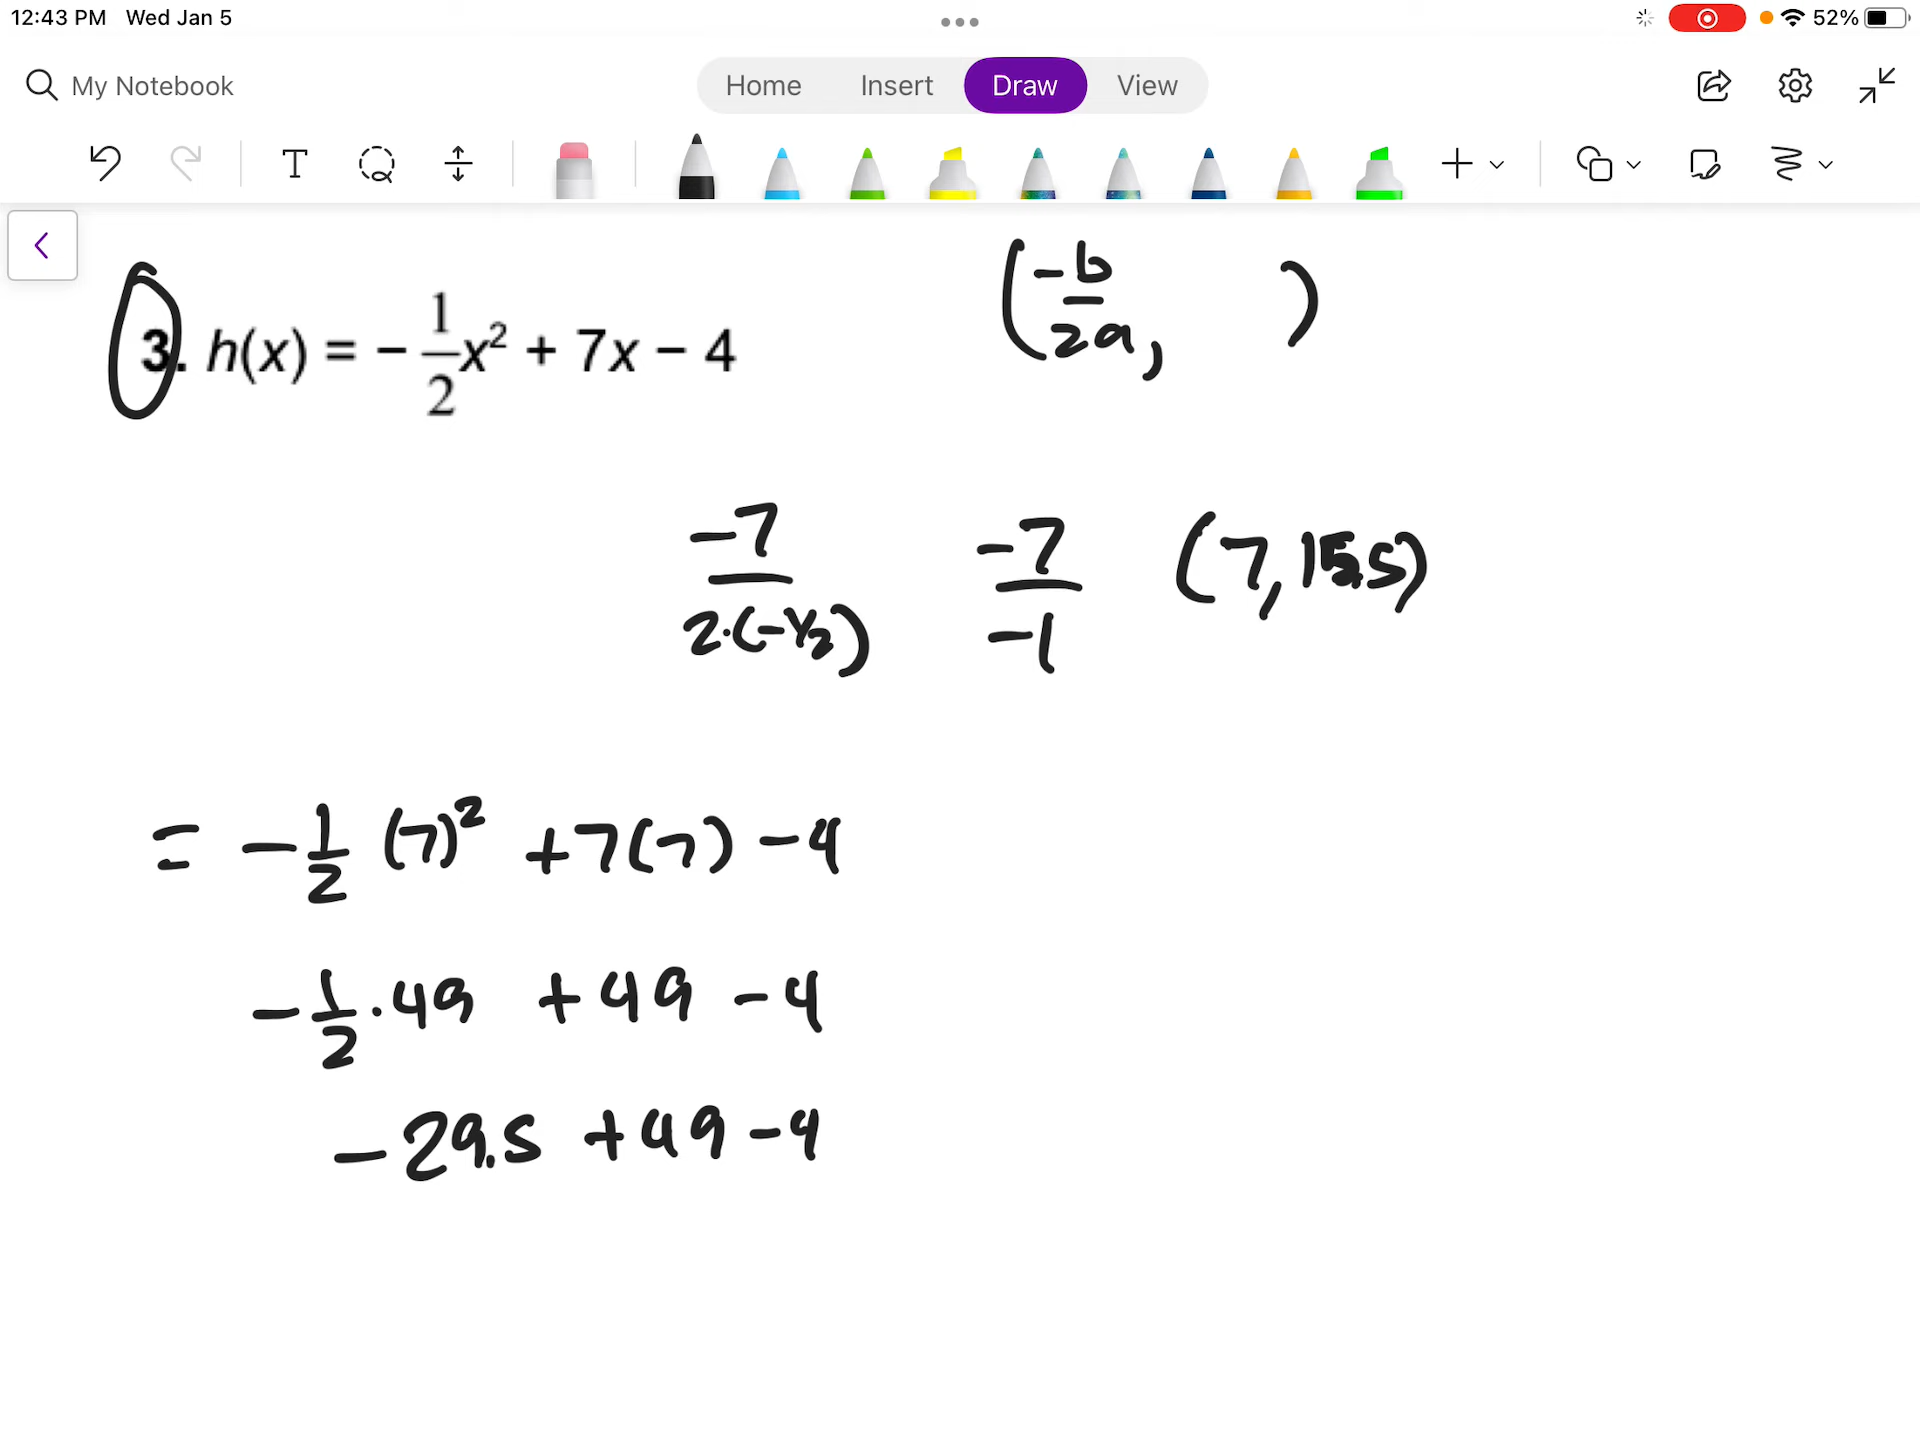 12:43 PM Wed Jan 5
52%
My Notebook
Home Insert Draw View
T
3. h(x) = -1/2x² + 7x - 4
(-b/2a, )
-7/2·(-1/2) -7/-1 (7, 15.5)
= -1/2 (7)² +7(7) -4
-1/2 · 49 +49 -4
-29.5 +49 -4